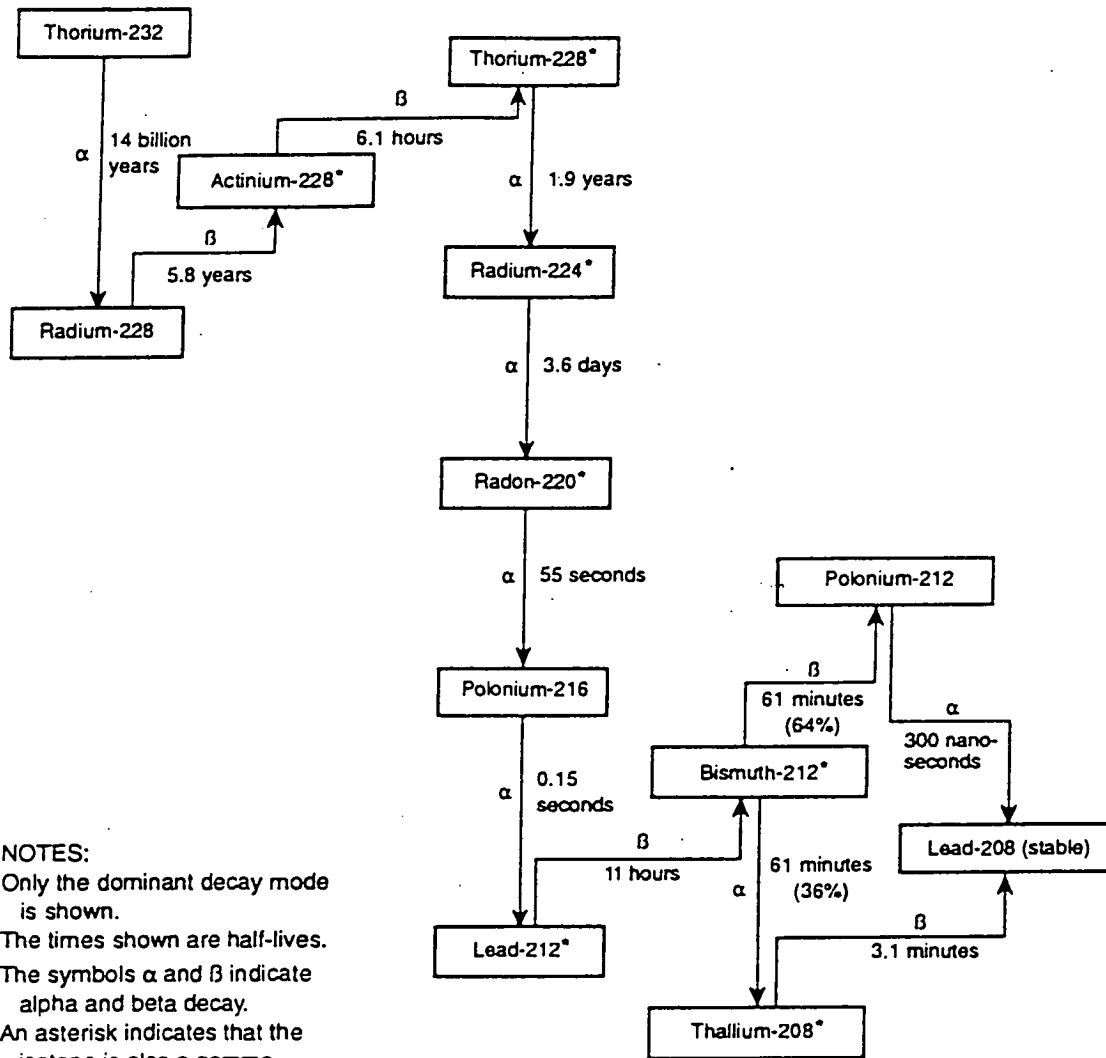 Thorium-232
Thorium-228*
ß
6.1 hours
α
14 billion
years
Actinium-228*
α
1.9 years
ß
5.8 years
Radium-224*
Radium-228
α
3.6 days
Radon-220*
α
55 seconds
Polonium-212
Polonium-216
ß
61 minutes
(64%)
α
300 nano-
seconds
Bismuth-212*
α
0.15
seconds
ß
11 hours
Lead-208 (stable)
61 minutes
(36%)
α
ß
3.1 minutes
Lead-212*
Thallium-208*
NOTES:
Only the dominant decay mode
is shown.
The times shown are half-lives.
The symbols α and ß indicate
alpha and beta decay.
An asterisk indicates that the
isotope is also a gamma